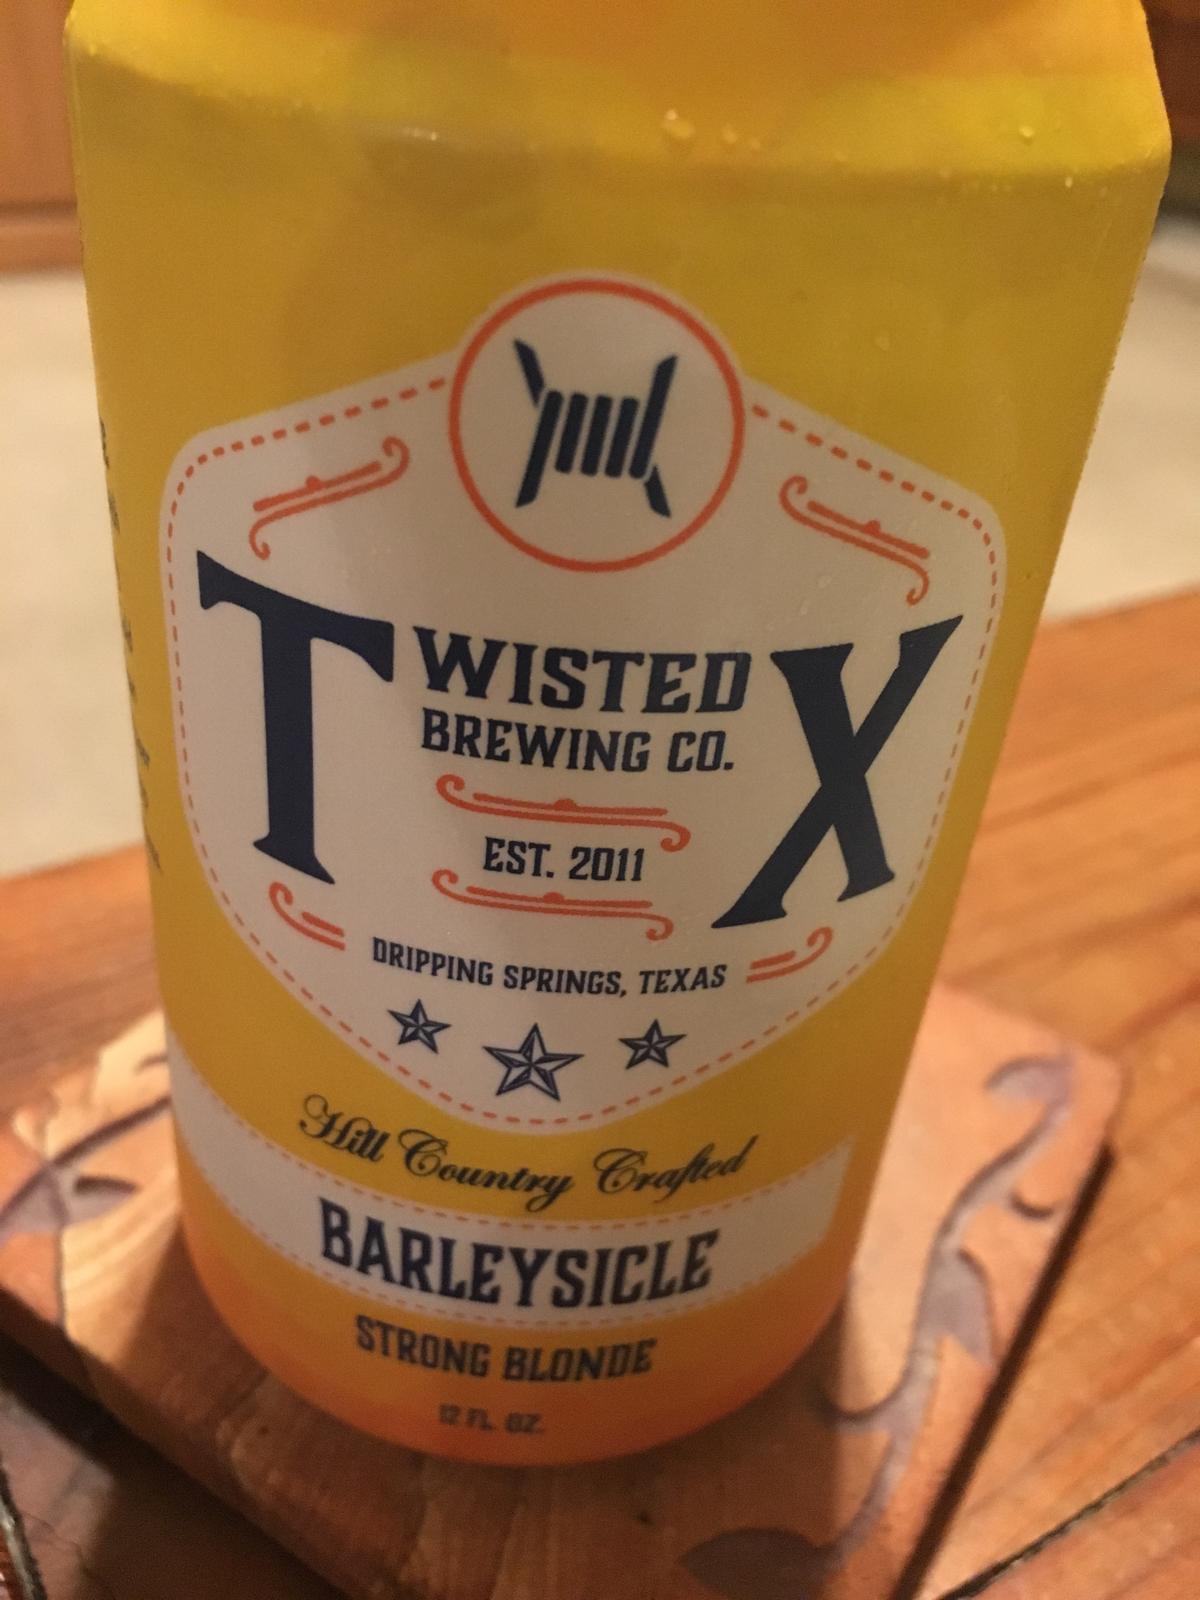 TWISTED X
BREWING CO.
EST. 2011
DRIPPING SPRINGS, TEXAS
Hill Country Crafted
BARLEYSICLE
STRONG BLONDE
12 FL. OZ.